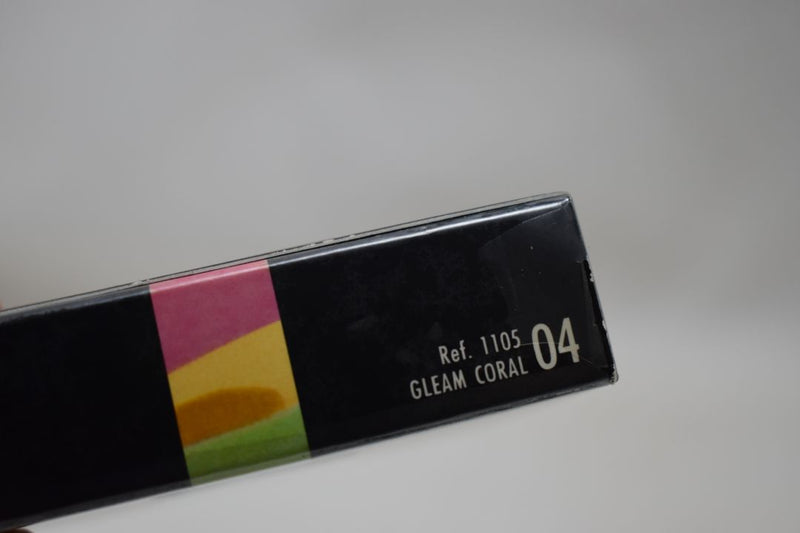 Ref. 1105 04
GLEAM CORAL